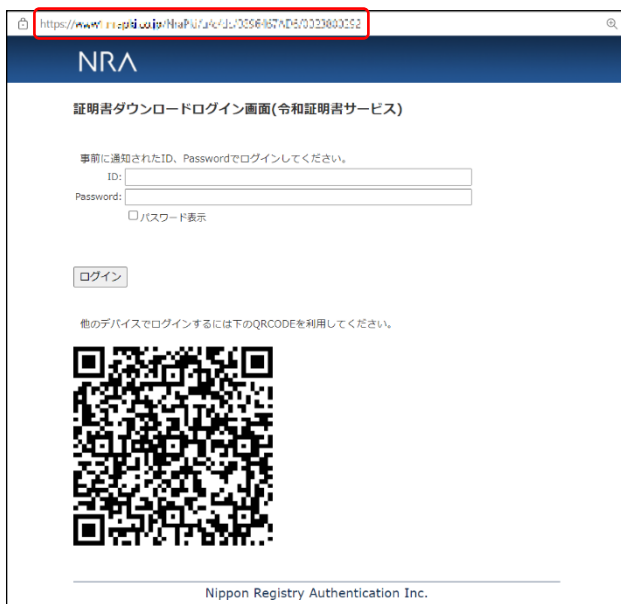 NRA
証明書ダウンロードログイン画面(令和証明書サービス)
事前に通知されたID、Passwordでログインしてください。
ID:
Password:
パスワード表示
ログイン
他のデバイスでログインするには下のQRCODEを利用してください。
Nippon Registry Authentication Inc.